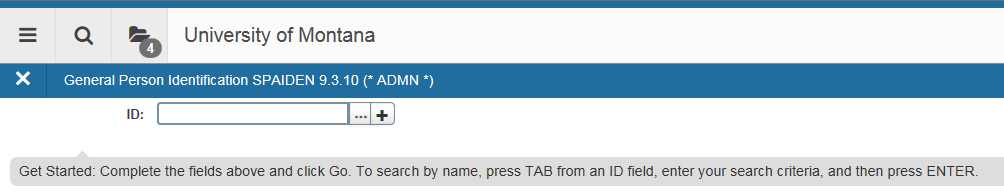 4
University of Montana
General Person Identification SPAIDEN 9.3.10 (* ADMN *)
ID:
Get Started: Complete the fields above and click Go. To search by name, press TAB from an ID field, enter your search criteria, and then press ENTER.